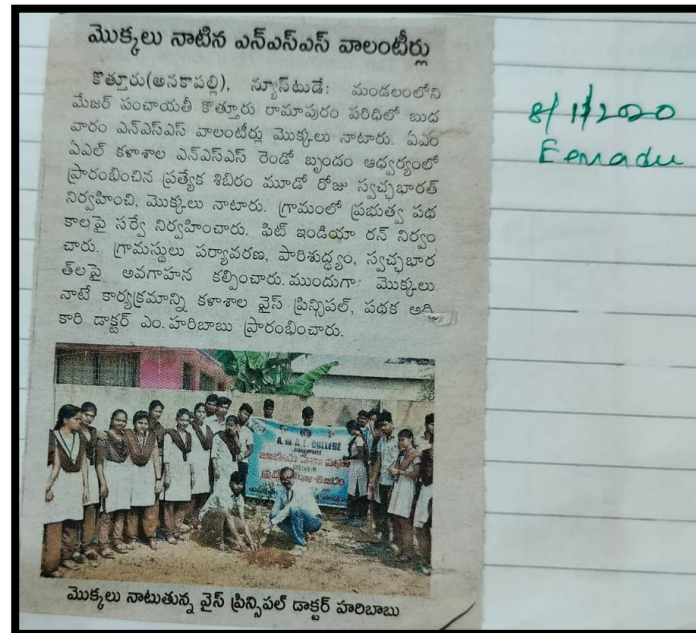 మొక్కలు నాటిన ఎన్ఎస్ఎస్ వాలంటీర్లు
కొత్తూరు(అనకాపల్లి), న్యూస్‌టుడే: మండలంలోని
మేజర్ పంచాయతీ కొత్తూరు రామాపురం పరిధిలో బుధ
వారం ఎన్ఎస్ఎస్ వాలంటీర్లు మొక్కలు నాటారు. ఏఎం
ఏఎల్ కళాశాల ఎన్ఎస్ఎస్ రెండో బృందం ఆధ్వర్యంలో
ప్రారంభించిన ప్రత్యేక శిబిరం మూడో రోజు స్వచ్ఛభారత్
నిర్వహించి, మొక్కలు నాటారు. గ్రామంలో ప్రభుత్వ పథ
కాలపై సర్వే నిర్వహించారు. ఫిట్ ఇండియా రన్ నిర్వం
చారు. గ్రామస్థులు పర్యావరణ, పారిశుద్ధ్యం, స్వచ్ఛభార
త్‌లపై అవగాహన కల్పించారు. ముందుగా మొక్కలు
నాటే కార్యక్రమాన్ని కళాశాల వైస్ ప్రిన్సిపల్, పథక అధి
కారి డాక్టర్ ఎం. హరిబాబు ప్రారంభించారు.
8/1/2020
Eenadu
A. M. A. L. COLLEGE
మొక్కలు నాటుతున్న వైస్ ప్రిన్సిపల్ డాక్టర్ హరిబాబు